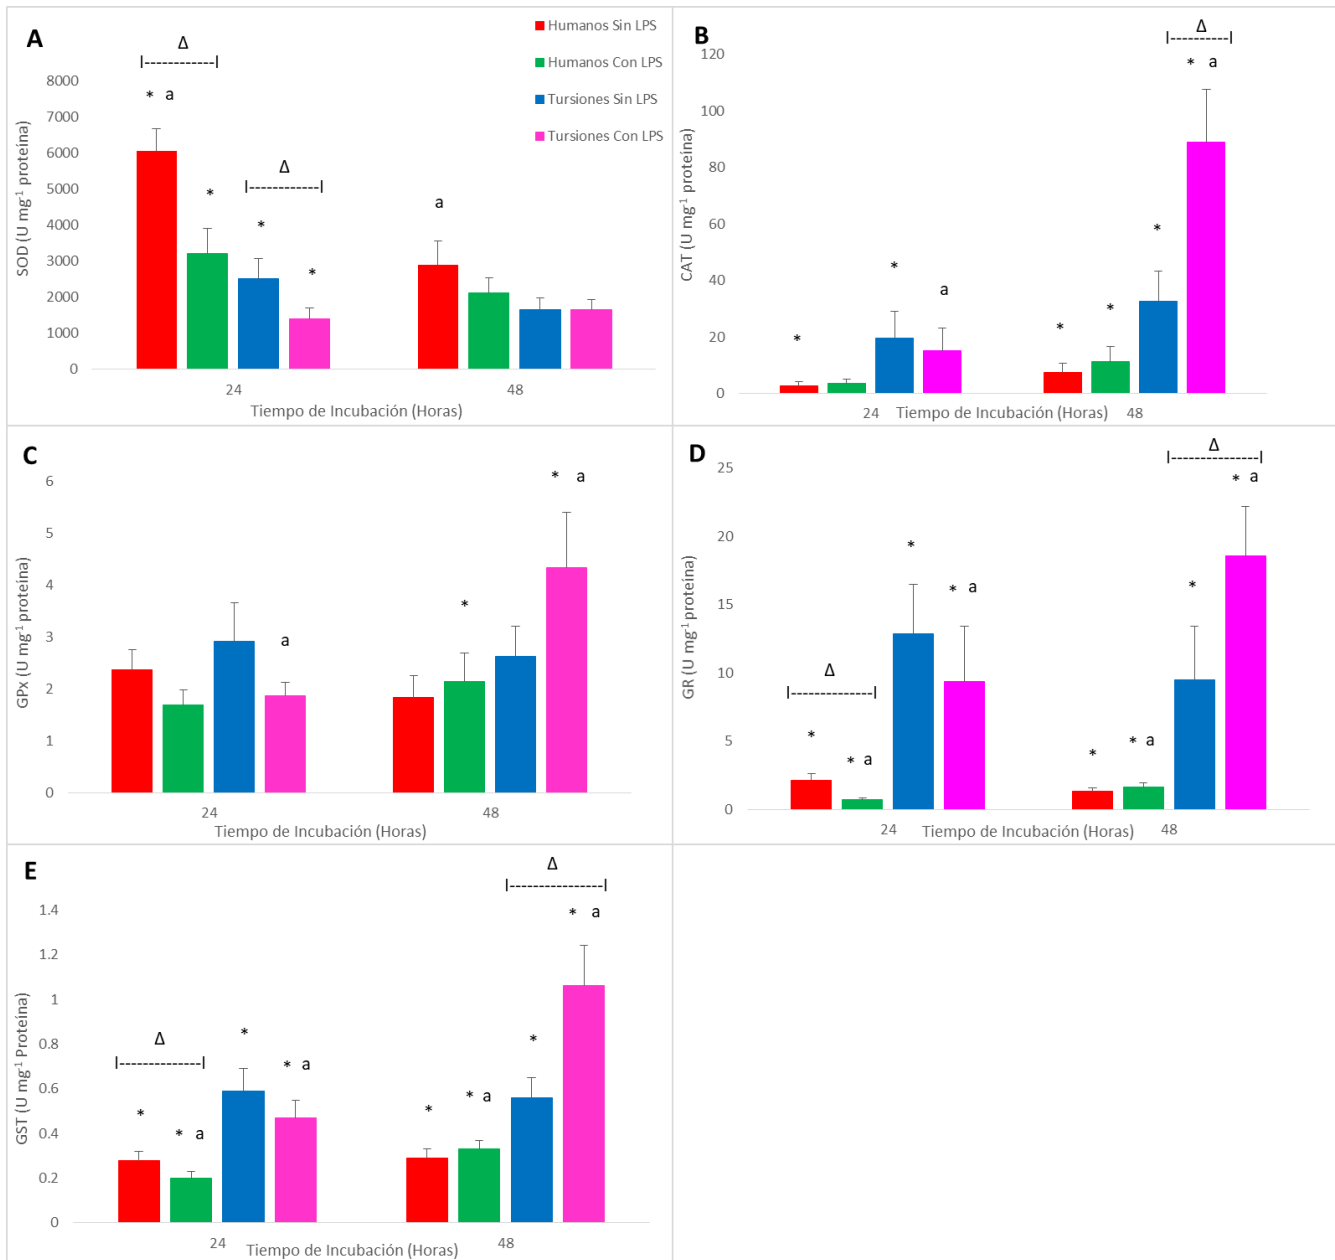 A
Δ
|------------|
* a
*
Δ
|------------|
*
*
a
Humanos Sin LPS
Humanos Con LPS
Tursiones Sin LPS
Tursiones Con LPS
SOD (U mg-1 proteína)
8000
7000
6000
5000
4000
3000
2000
1000
0
24
48
Tiempo de Incubación (Horas)
B
Δ
|----------|
* a
*
*
a
*
*
*
CAT (U mg-1 proteína)
120
100
80
60
40
20
0
24 Tiempo de Incubación (Horas) 48
C
* a
*
a
GPx (U mg-1 proteína)
6
5
4
3
2
1
0
24
48
Tiempo de Incubación (Horas)
D
Δ
|--------------|
* a
*
* a
*
Δ
|-------------|
*
* a
*
* a
GR (U mg-1 proteína)
25
20
15
10
5
0
24 Tiempo de Incubación (Horas) 48
E
Δ
|----------------|
* a
*
*
Δ
|--------------|
* a
*
* a
*
* a
GST (U mg-1 Proteína)
1.4
1.2
1
0.8
0.6
0.4
0.2
0
24
48
Tiempo de Incubación (Horas)